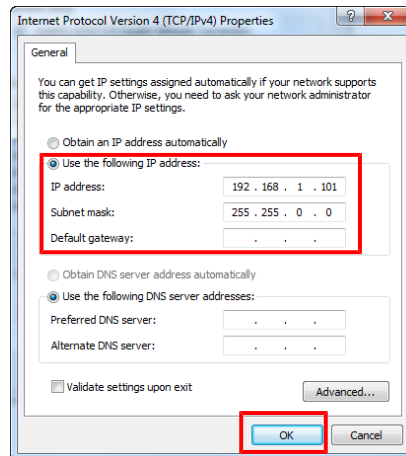 Internet Protocol Version 4 (TCP/IPv4) Properties
General
You can get IP settings assigned automatically if your network supports
this capability. Otherwise, you need to ask your network administrator
for the appropriate IP settings.
Obtain an IP address automatically
Use the following IP address:
IP address: 192 . 168 . 1 . 101
Subnet mask: 255 . 255 . 0 . 0
Default gateway: . . .
Obtain DNS server address automatically
Use the following DNS server addresses:
Preferred DNS server: . . .
Alternate DNS server: . . .
Validate settings upon exit
Advanced...
OK Cancel